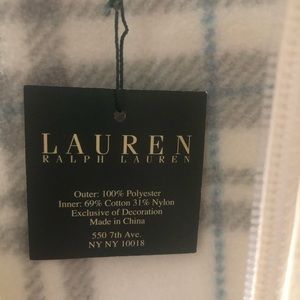 LAUREN
RALPH LAUREN
Outer: 100% Polyester
Inner: 69% Cotton 31% Nylon
Exclusive of Decoration
Made in China
550 7th Ave.
NY NY 10018